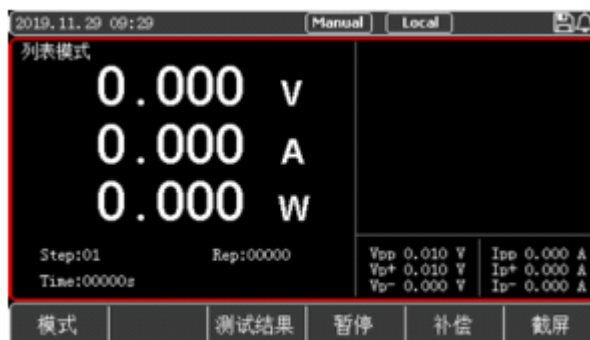 2019.11.29 09:29 Manual Local
列表模式
0.000 V
0.000 A
0.000 W
Step:01 Rep:00000
Time:00000s
Vpp 0.010 V Ipp 0.000 A
Vp+ 0.010 V Ip+ 0.000 A
Vp- 0.000 V Ip- 0.000 A
模式 测试结果 暂停 补偿 截屏